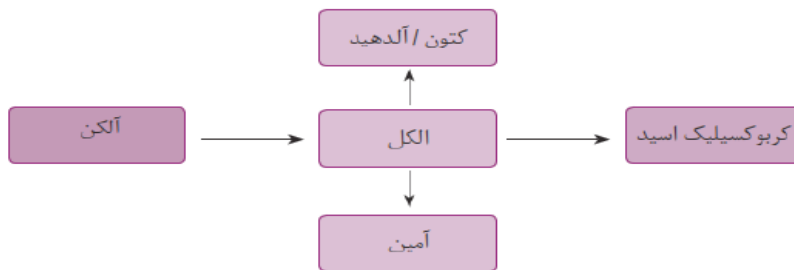 کتون / آلدهید
آلکن
الکل
کربوکسیلیک اسید
آمین